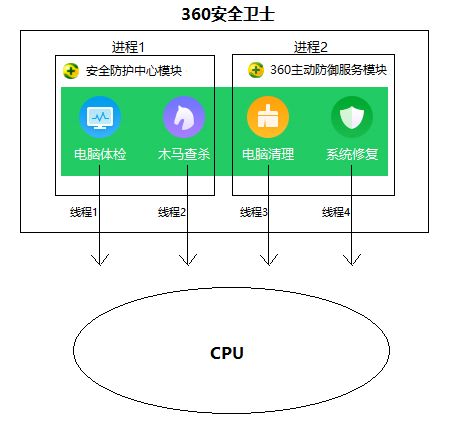 360安全卫士
进程1 进程2
安全防护中心模块 360主动防御服务模块
电脑体检 木马查杀 电脑清理 系统修复
线程1 线程2 线程3 线程4
CPU